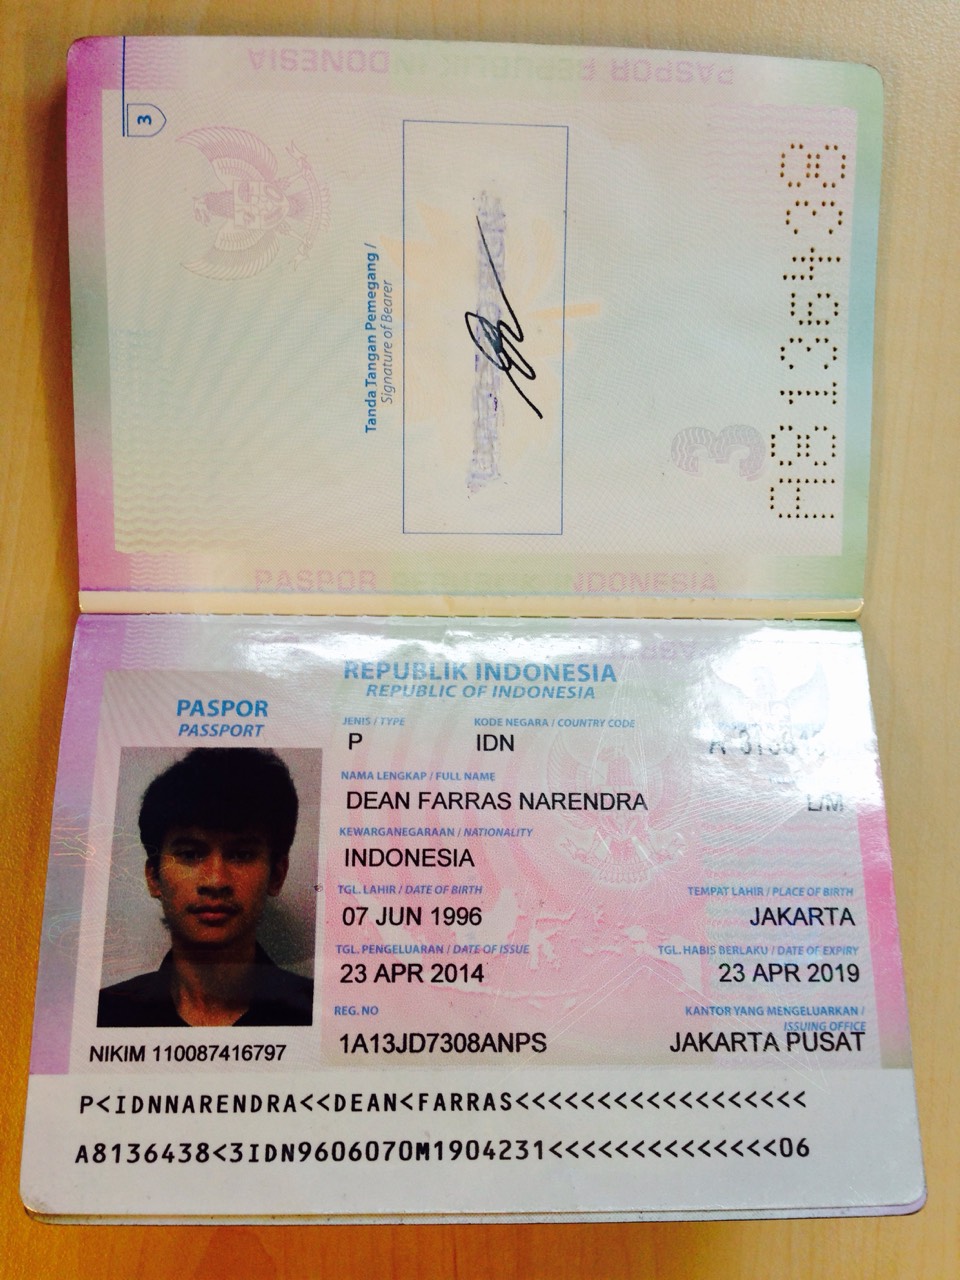 PASPOR REPUBLIK INDONESIA
3
Tanda Tangan Pemegang /
Signature of Bearer
A8136438
3
PASPOR REPUBLIK INDONESIA
REPUBLIK INDONESIA
REPUBLIC OF INDONESIA
PASPOR
PASSPORT
JENIS / TYPE KODE NEGARA / COUNTRY CODE
P IDN
NAMA LENGKAP / FULL NAME
DEAN FARRAS NARENDRA L/M
KEWARGANEGARAAN / NATIONALITY
INDONESIA
TGL. LAHIR / DATE OF BIRTH TEMPAT LAHIR / PLACE OF BIRTH
07 JUN 1996 JAKARTA
TGL. PENGELUARAN / DATE OF ISSUE TGL. HABIS BERLAKU / DATE OF EXPIRY
23 APR 2014 23 APR 2019
REG. NO KANTOR YANG MENGELUARKAN /
ISSUING OFFICE
1A13JD7308ANPS JAKARTA PUSAT
NIKIM 110087416797
P<IDNNARENDRA<<DEAN<FARRAS<<<<<<<<<<<<<<<<<<
A8136438<3IDN9606070M1904231<<<<<<<<<<<<<<06